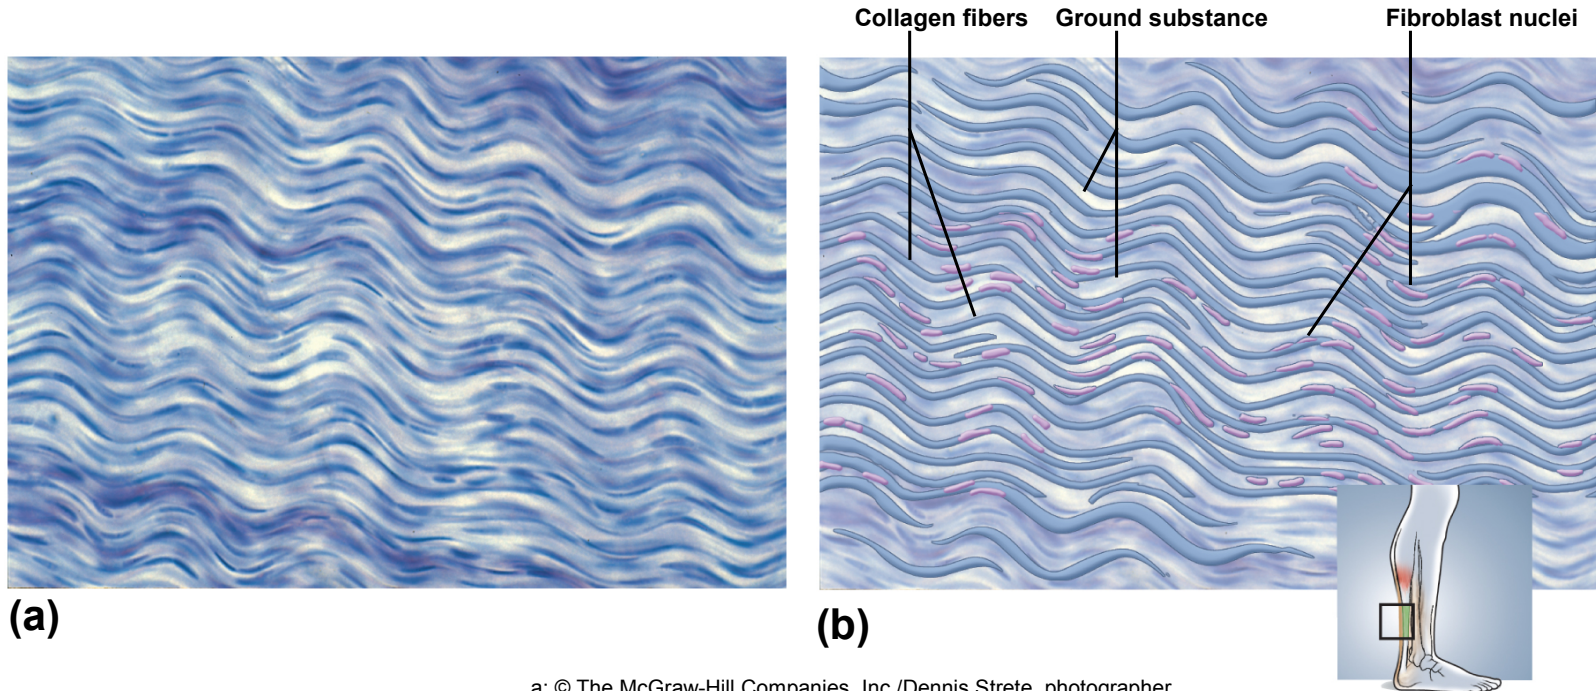 Collagen fibers Ground substance Fibroblast nuclei
(a)
(b)
a: © The McGraw-Hill Companies, Inc./Dennis Strete, photographer